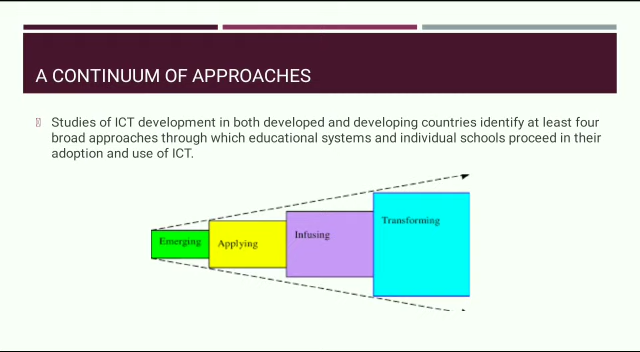 A CONTINUUM OF APPROACHES
Studies of ICT development in both developed and developing countries identify at least four
broad approaches through which educational systems and individual schools proceed in their
adoption and use of ICT.
Emerging
Applying
Infusing
Transforming